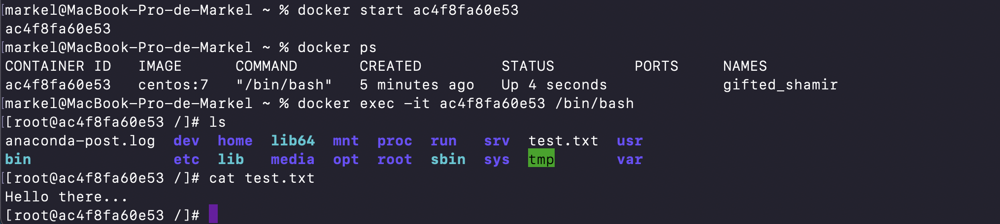 [markel@MacBook-Pro-de-Markel ~ % docker start ac4f8fa60e53
ac4f8fa60e53
[markel@MacBook-Pro-de-Markel ~ % docker ps
CONTAINER ID   IMAGE      COMMAND       CREATED         STATUS         PORTS     NAMES
ac4f8fa60e53   centos:7   "/bin/bash"   5 minutes ago   Up 4 seconds             gifted_shamir
[markel@MacBook-Pro-de-Markel ~ % docker exec -it ac4f8fa60e53 /bin/bash
[[root@ac4f8fa60e53 /]# ls
anaconda-post.log  dev  home  lib64  mnt  proc  run   srv  test.txt  usr
bin                etc  lib   media  opt  root  sbin  sys  tmp       var
[[root@ac4f8fa60e53 /]# cat test.txt
Hello there...
[root@ac4f8fa60e53 /]#